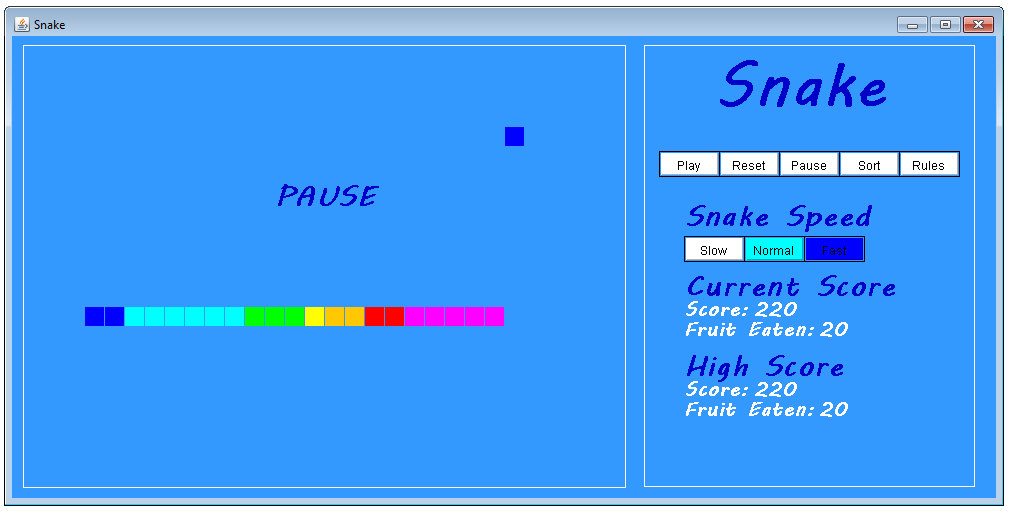 Snake
PAUSE
Snake
Play Reset Pause Sort Rules
Snake Speed
Slow Normal Fast
Current Score
Score: 220
Fruit Eaten: 20
High Score
Score: 220
Fruit Eaten: 20